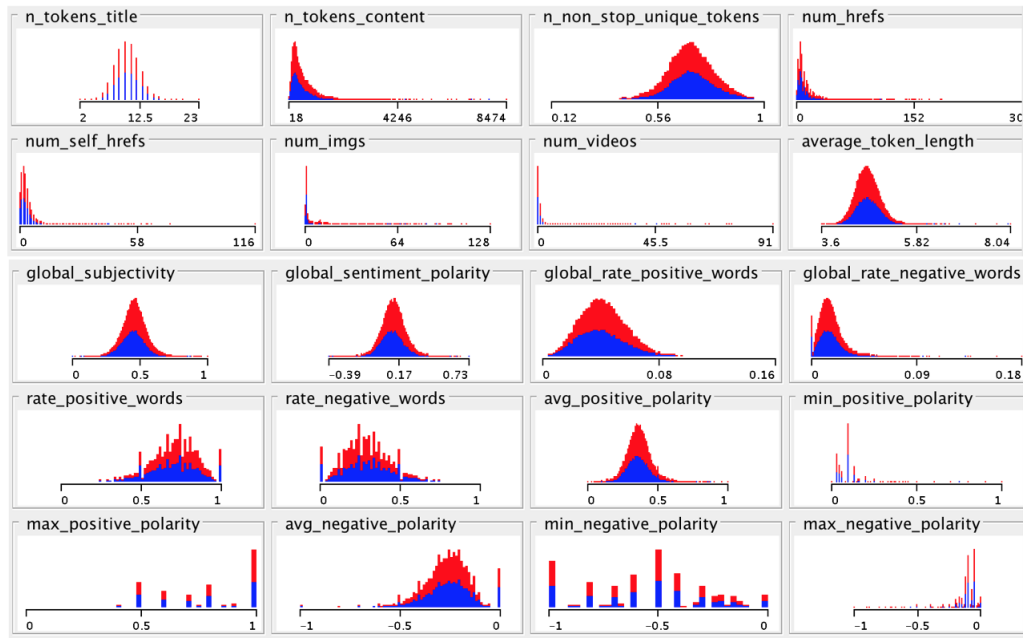 n_tokens_title n_tokens_content n_non_stop_unique_tokens num_hrefs
2 12.5 23 18 4246 8474 0.12 0.56 1 0 152 30
num_self_hrefs num_imgs num_videos average_token_length
0 58 116 0 64 128 0 45.5 91 3.6 5.82 8.04
global_subjectivity global_sentiment_polarity global_rate_positive_words global_rate_negative_words
0 0.5 1 -0.39 0.17 0.73 0 0.08 0.16 0 0.09 0.18
rate_positive_words rate_negative_words avg_positive_polarity min_positive_polarity
0 0.5 1 0 0.5 1 0 0.5 1 0 0.5 1
max_positive_polarity avg_negative_polarity min_negative_polarity max_negative_polarity
0 0.5 1 -1 -0.5 0 -1 -0.5 0 -1 -0.5 0